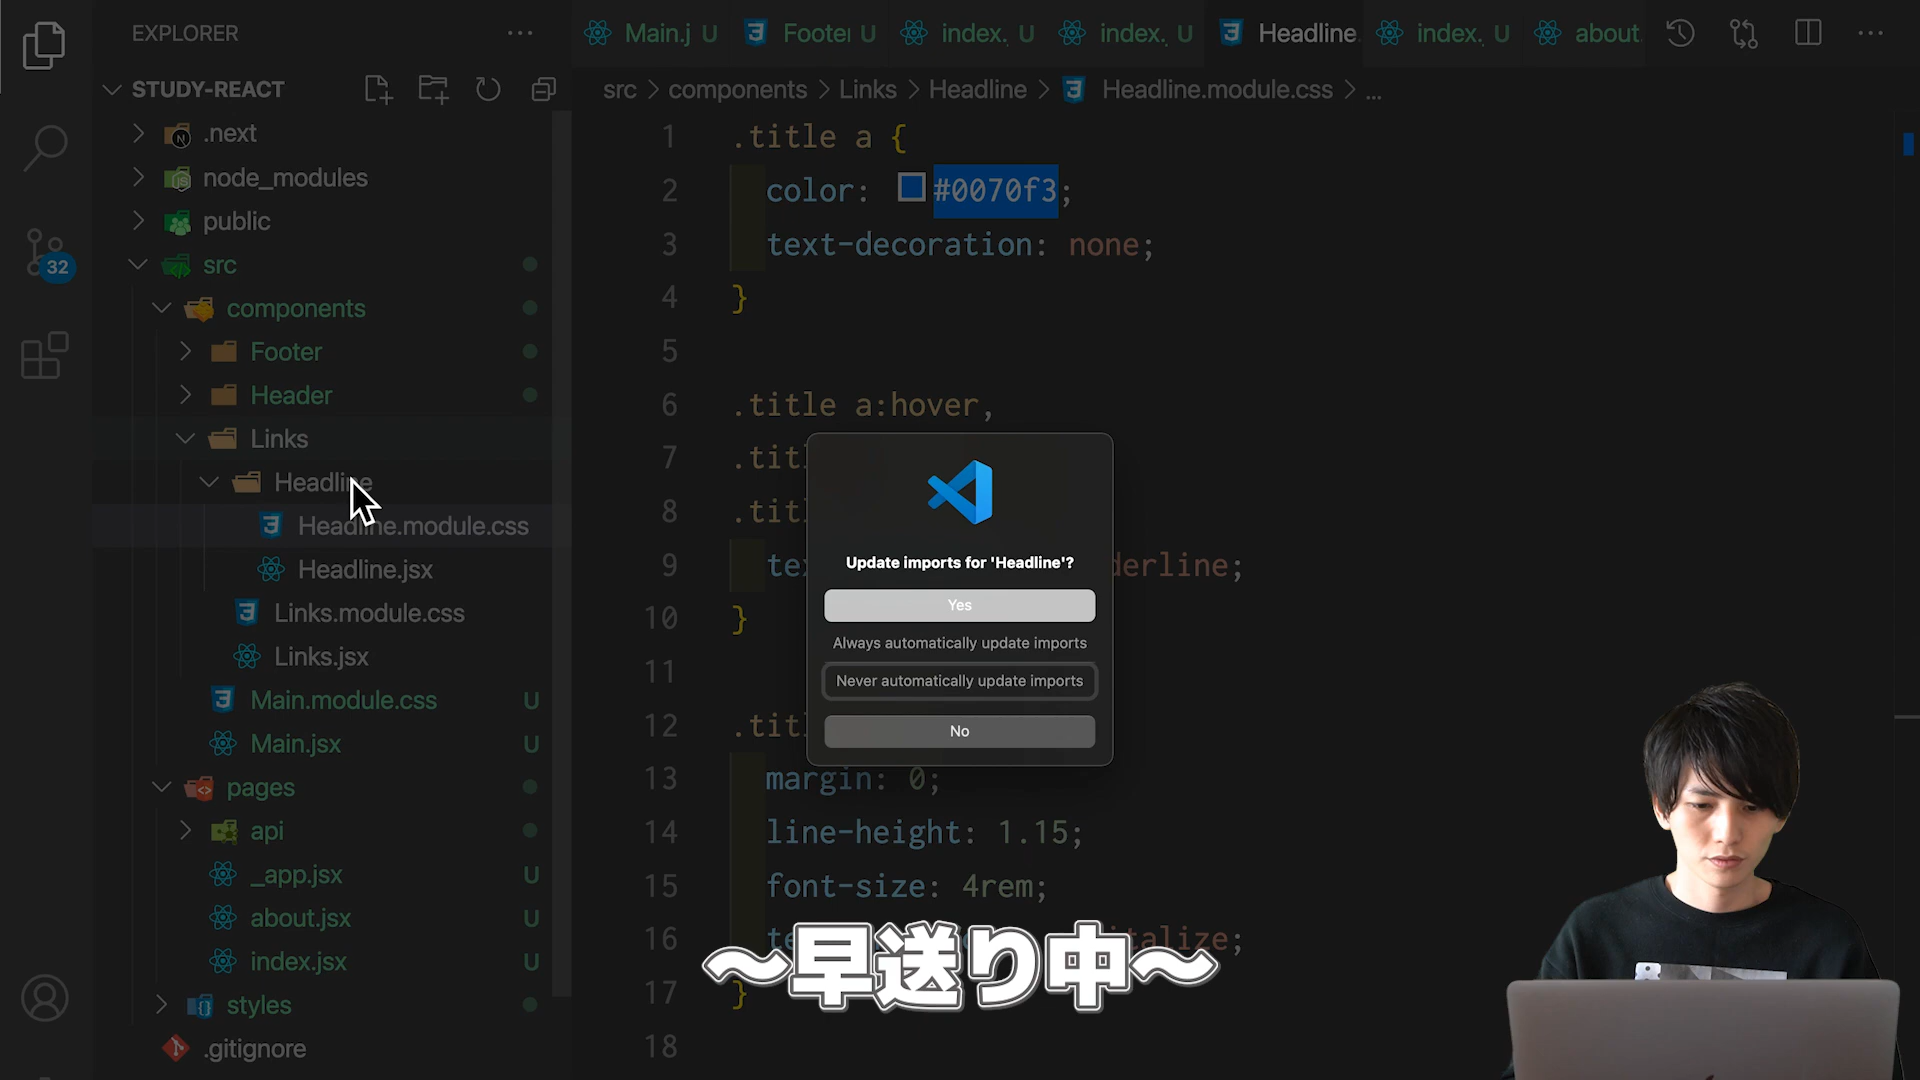 EXPLORER
STUDY-REACT
.next
node_modules
public
src
components
Footer
Header
Links
Headline
Headline.module.css
Headline.jsx
Links.module.css
Links.jsx
Main.module.css U
Main.jsx U
pages
api
_app.jsx U
about.jsx U
index.jsx U
styles
.gitignore
32
Main.j U
Footer U
index. U
index. U
Headline.
index. U
about.
src > components > Links > Headline > Headline.module.css > ...
1 .title a {
2 color: #0070f3;
3 text-decoration: none;
4 }
5
6 .title a:hover,
7 .tit
8 .tit
9 te derline;
10 }
11
12 .tit
13 margin: 0;
14 line-height: 1.15;
15 font-size: 4rem;
16 te italize;
17 }
18
Update imports for 'Headline'?
Yes
Always automatically update imports
Never automatically update imports
No
〜早送り中〜